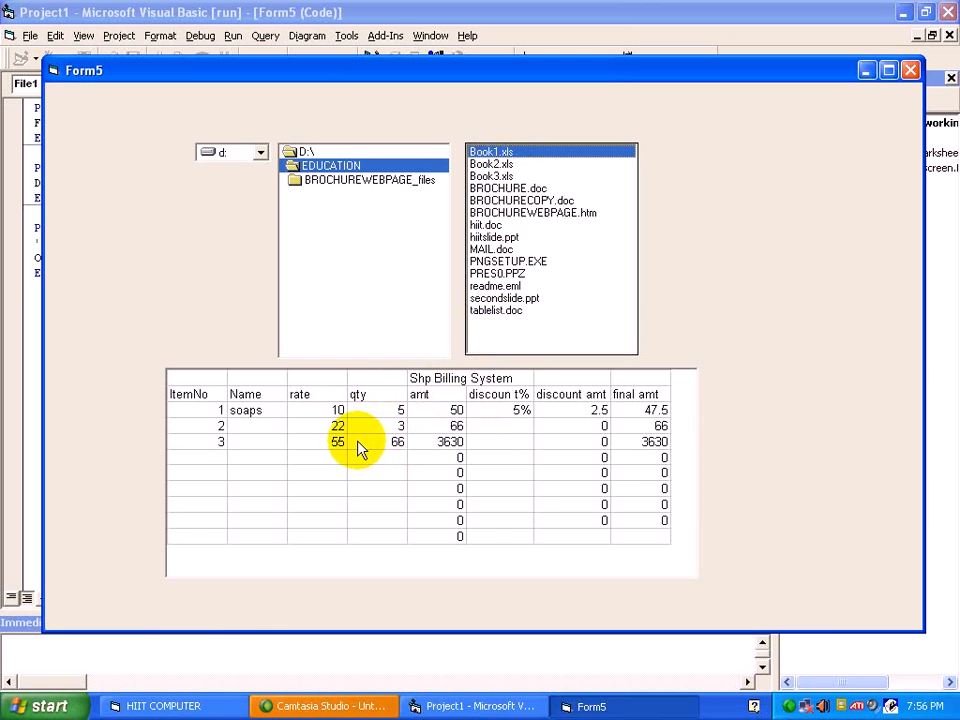 Project1 - Microsoft Visual Basic [run] - [Form5 (Code)]
File Edit View Project Format Debug Run Query Diagram Tools Add-Ins Window Help
Form5
File1
d:
D:\
EDUCATION
BROCHUREWEBPAGE_files
Book1.xls
Book2.xls
Book3.xls
BROCHURE.doc
BROCHURECOPY.doc
BROCHUREWEBPAGE.htm
hiit.doc
hiitslide.ppt
MAIL.doc
PNGSETUP.EXE
PRES0.PPZ
readme.eml
secondslide.ppt
tablelist.doc
Shp Billing System
ItemNo Name rate qty amt discount% discount amt final amt
1 soaps 10 5 50 5% 2.5 47.5
2 22 3 66 0 66
3 55 66 3630 0 3630
0 0 0
0 0 0
0 0 0
0 0 0
0 0 0
0
Immedi
start HIIT COMPUTER Camtasia Studio - Unt... Project1 - Microsoft V... Form5 7:56 PM